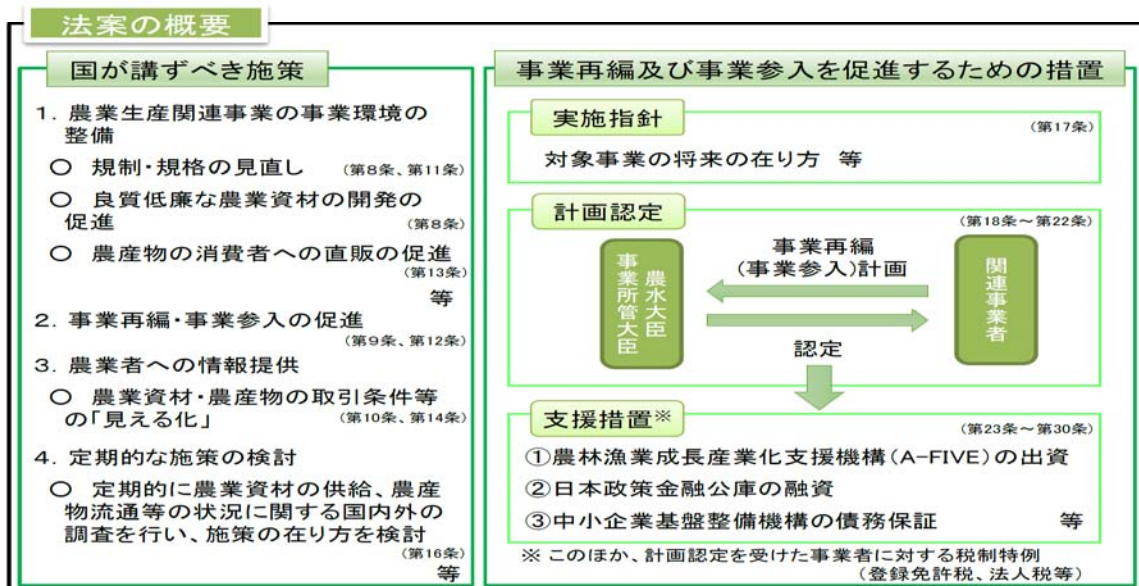 法案の概要
国が講ずべき施策
1. 農業生産関連事業の事業環境の
整備
○ 規制・規格の見直し (第8条、第11条)
○ 良質低廉な農業資材の開発の
促進 (第8条)
○ 農産物の消費者への直販の促進
(第13条)
等
2. 事業再編・事業参入の促進
(第9条、第12条)
3. 農業者への情報提供
○ 農業資材・農産物の取引条件等
の「見える化」 (第10条、第14条)
4. 定期的な施策の検討
○ 定期的に農業資材の供給、農産
物流通等の状況に関する国内外の
調査を行い、施策の在り方を検討
(第16条)
等
事業再編及び事業参入を促進するための措置
実施指針
(第17条)
対象事業の将来の在り方 等
計画認定
(第18条~第22条)
農水大臣
事業所管大臣
事業再編
(事業参入)計画
関連事業者
認定
支援措置※
(第23条~第30条)
①農林漁業成長産業化支援機構(A-FIVE)の出資
②日本政策金融公庫の融資
③中小企業基盤整備機構の債務保証 等
※ このほか、計画認定を受けた事業者に対する税制特例
(登録免許税、法人税等)